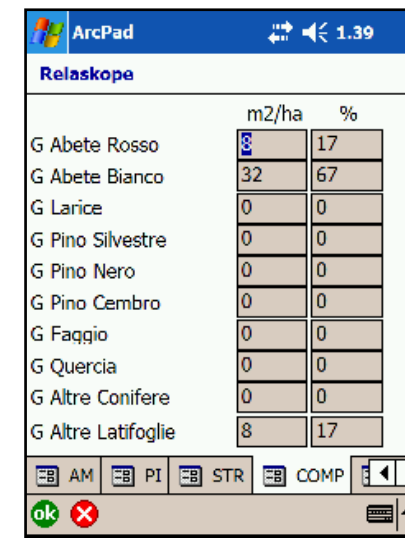 ArcPad 1.39
Relaskope
m2/ha %
G Abete Rosso 8 17
G Abete Bianco 32 67
G Larice 0 0
G Pino Silvestre 0 0
G Pino Nero 0 0
G Pino Cembro 0 0
G Faggio 0 0
G Quercia 0 0
G Altre Conifere 0 0
G Altre Latifoglie 8 17
AM PI STR COMP
ok